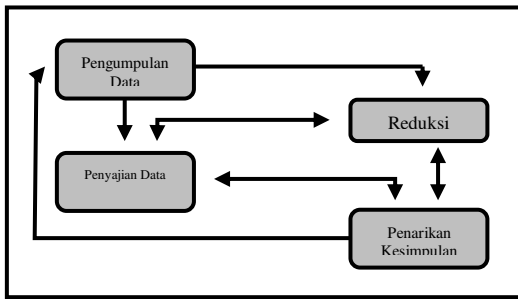 Pengumpulan
Data
Reduksi
Penyajian Data
Penarikan
Kesimpulan